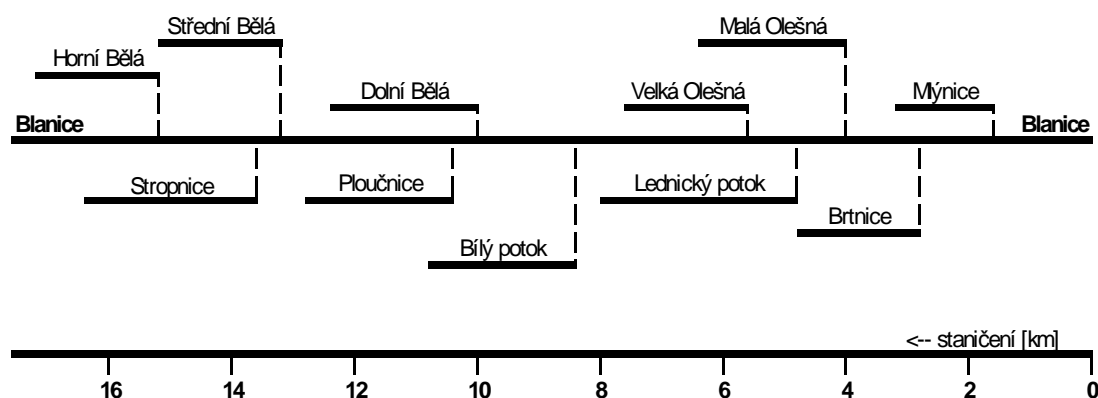 Střední Bělá
Malá Olešná
Horní Bělá
Dolní Bělá
Velká Olešná
Mlýnice
Blanice
Blanice
Stropnice
Ploučnice
Lednický potok
Brtnice
Bílý potok
<-- staničení [km]
16 14 12 10 8 6 4 2 0